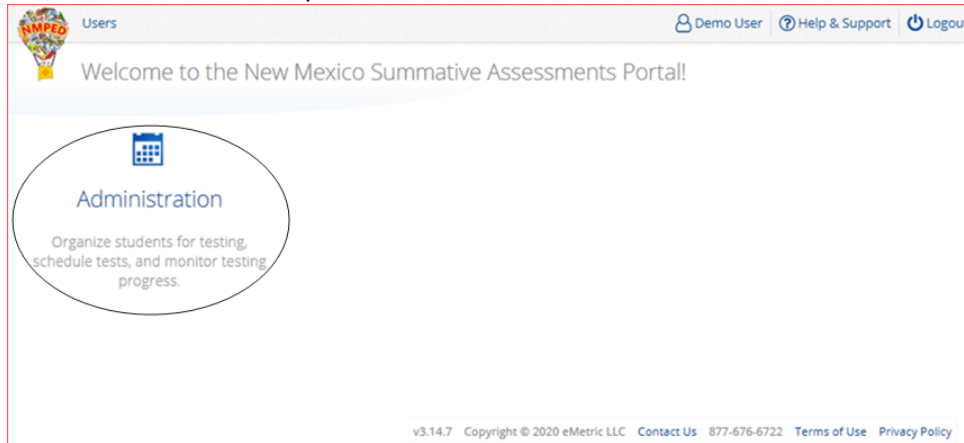 NMPED Users Demo User Help & Support Logou
Welcome to the New Mexico Summative Assessments Portal!
Administration
Organize students for testing,
schedule tests, and monitor testing
progress.
v3.14.7 Copyright © 2020 eMetric LLC Contact Us 877-676-6722 Terms of Use Privacy Policy